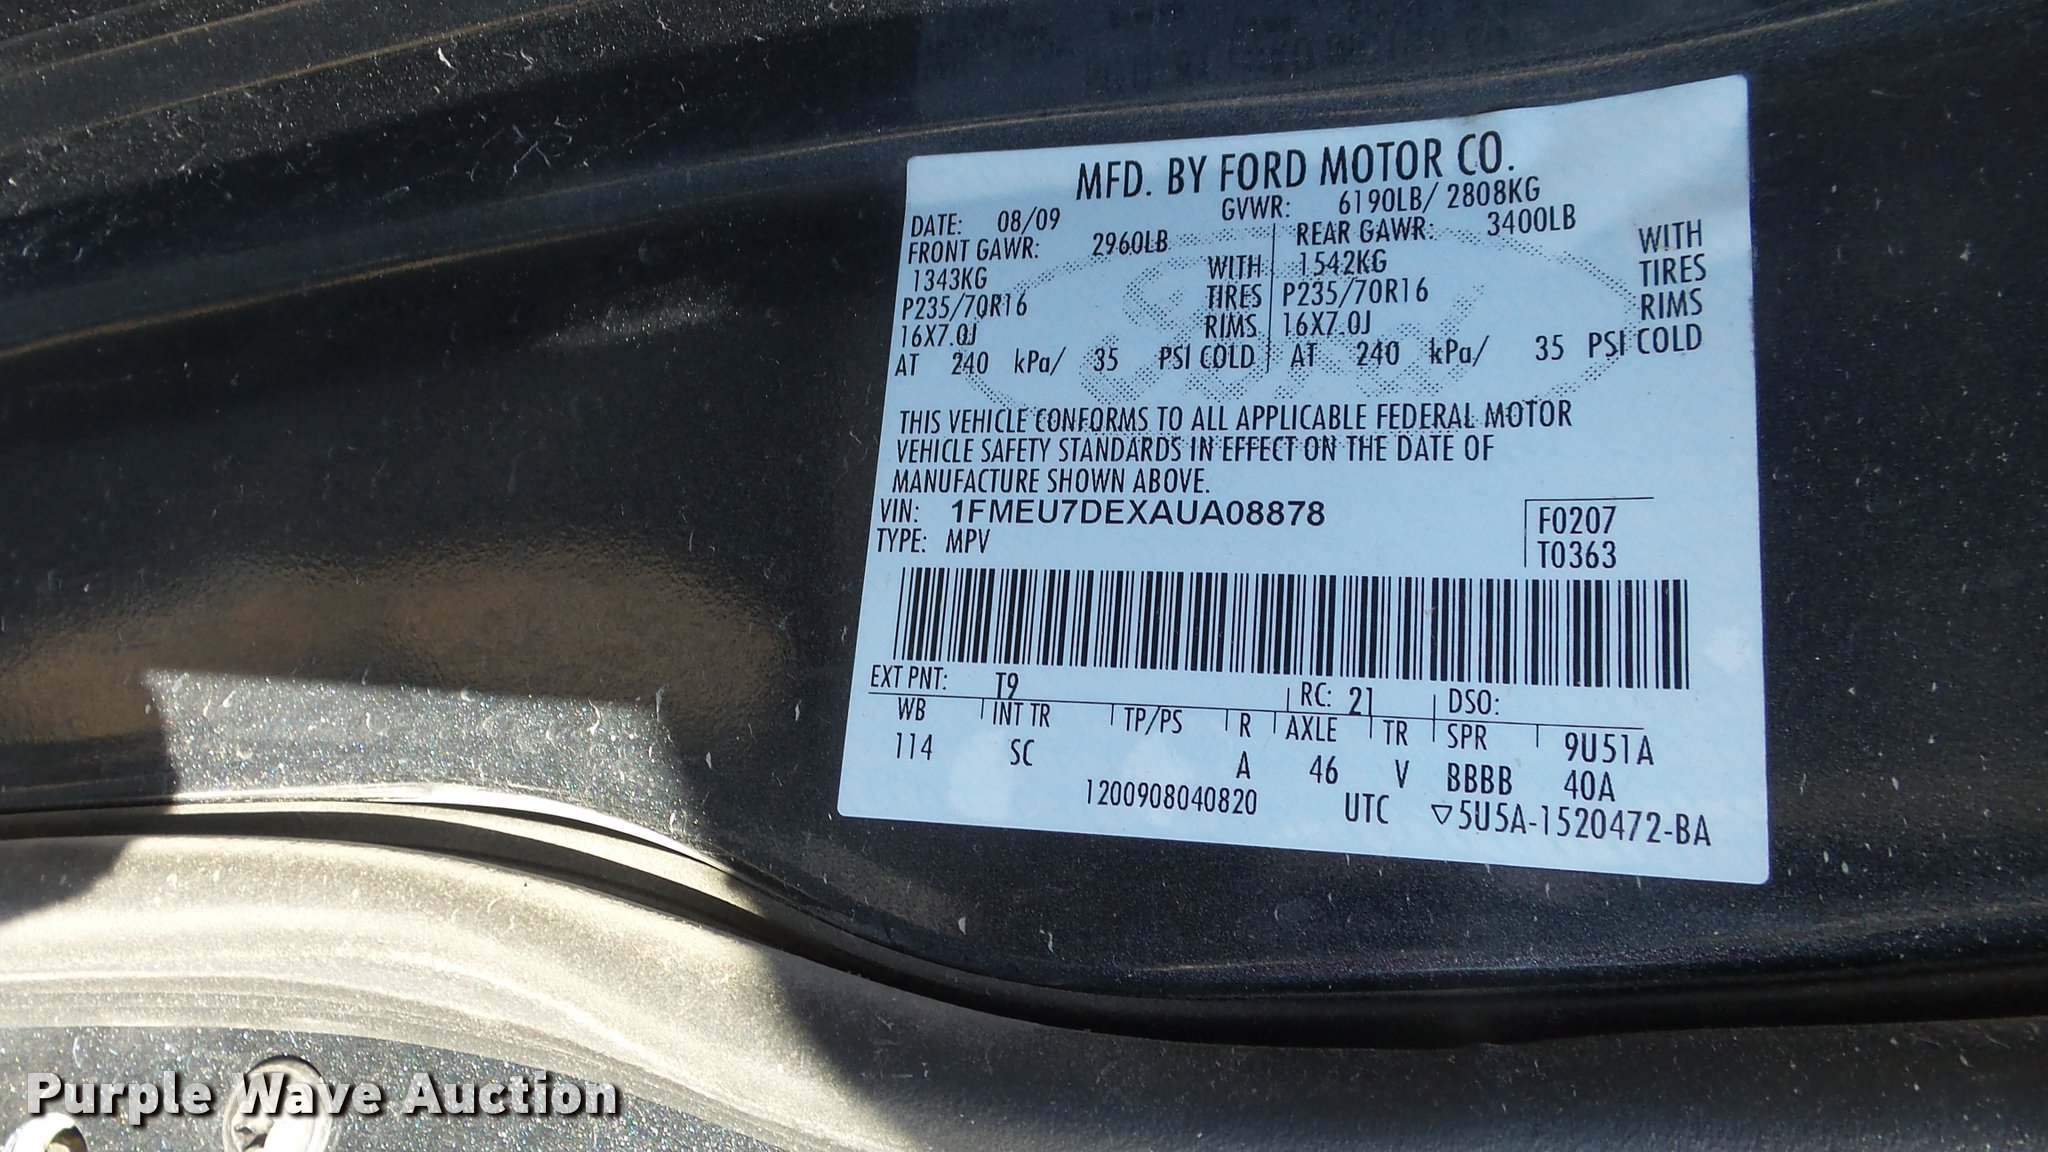 MFD. BY FORD MOTOR CO.
DATE: 08/09 GVWR: 6190LB/ 2808KG
FRONT GAWR: 2960LB REAR GAWR: 3400LB
1343KG WITH 1542KG WITH
P235/70R16 TIRES P235/70R16 TIRES
16X7.0J RIMS 16X7.0J RIMS
AT 240 kPa/ 35 PSI COLD AT 240 kPa/ 35 PSI COLD
THIS VEHICLE CONFORMS TO ALL APPLICABLE FEDERAL MOTOR
VEHICLE SAFETY STANDARDS IN EFFECT ON THE DATE OF
MANUFACTURE SHOWN ABOVE.
VIN: 1FMEU7DEXAUA08878 F0207
TYPE: MPV T0363
EXT PNT: T9 RC: 21 DSO:
WB INT TR TP/PS R AXLE TR SPR 9U51A
114 SC A 46 V BBBB 40A
1200908040820 UTC ▽5U5A-1520472-BA
Purple Wave Auction